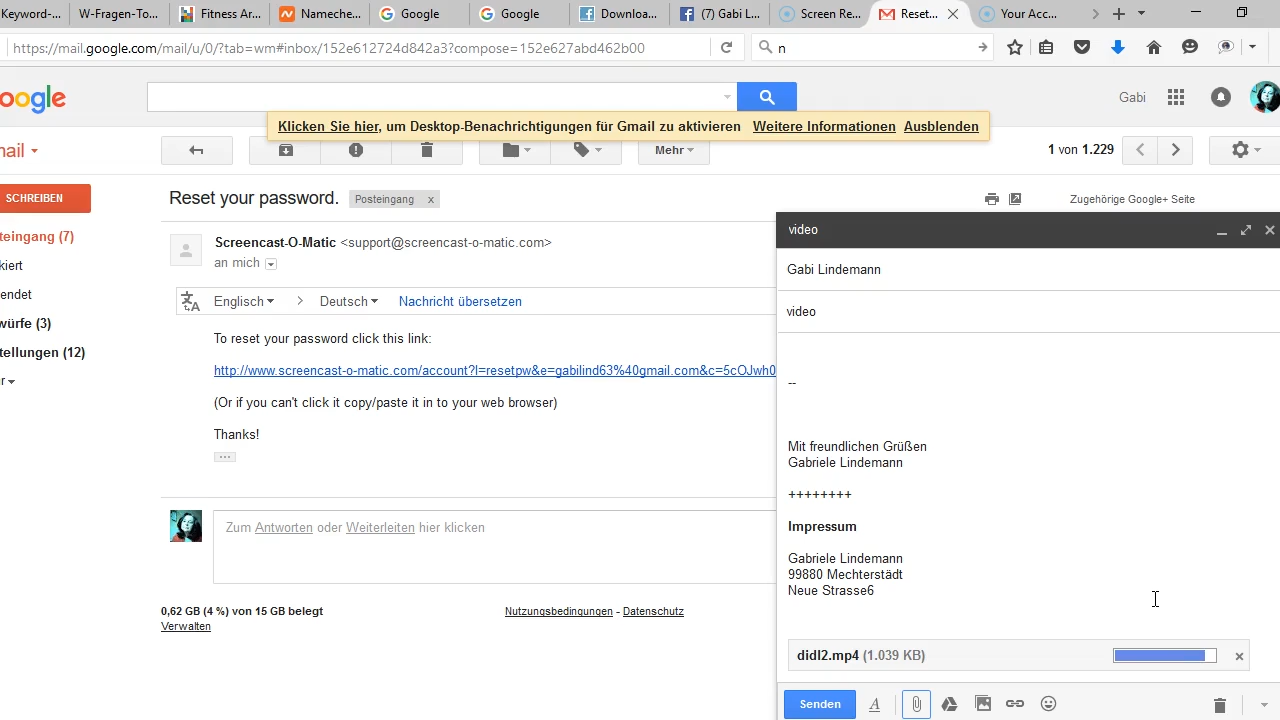 Keyword-... W-Fragen-To... Fitness Ar... Nameche... Google Google Downloa... (7) Gabi L... Screen Re... Reset... Your Acc...
https://mail.google.com/mail/u/0/?tab=wm#inbox/152e612724d842a3?compose=152e627abd462b00 n
oogle Gabi
Klicken Sie hier, um Desktop-Benachrichtigungen für Gmail zu aktivieren Weitere Informationen Ausblenden
nail Mehr 1 von 1.229
SCHREIBEN Reset your password. Posteingang x Zugehörige Google+ Seite
teingang (7)
kiert
endet
würfe (3)
tellungen (12)
r
Screencast-O-Matic <support@screencast-o-matic.com>
an mich
Englisch > Deutsch Nachricht übersetzen
To reset your password click this link:
http://www.screencast-o-matic.com/account?l=resetpw&e=gabilind63%40gmail.com&c=5cOJwh0
(Or if you can't click it copy/paste it in to your web browser)
Thanks!
Zum Antworten oder Weiterleiten hier klicken
0,62 GB (4 %) von 15 GB belegt
Verwalten
Nutzungsbedingungen - Datenschutz
video
Gabi Lindemann
video
--
Mit freundlichen Grüßen
Gabriele Lindemann
++++++++
Impressum
Gabriele Lindemann
99880 Mechterstädt
Neue Strasse6
didl2.mp4 (1.039 KB)
Senden A